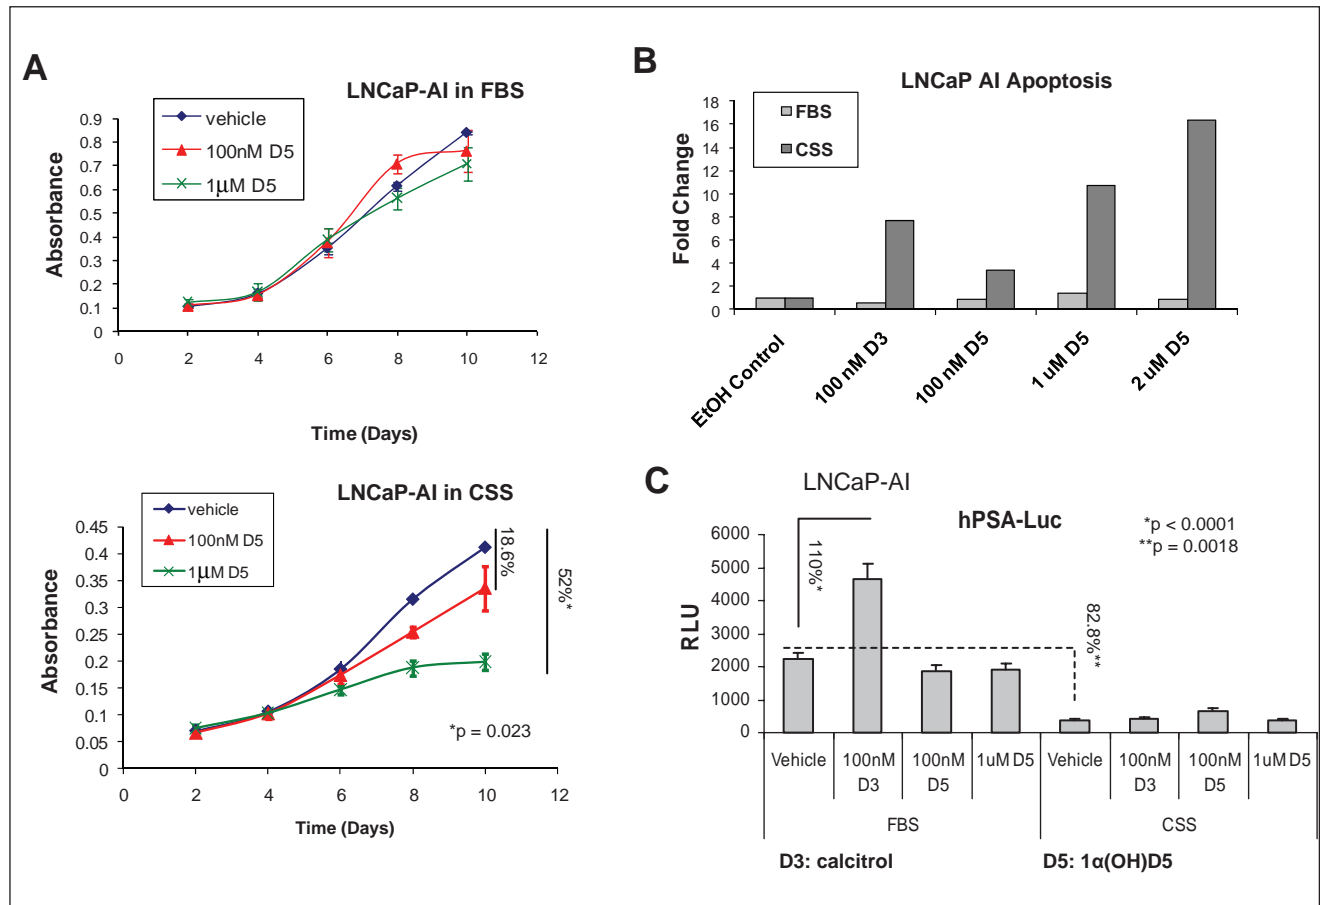 A
LNCaP-AI in FBS
vehicle
100nM D5
1µM D5
Absorbance
0.9
0.8
0.7
0.6
0.5
0.4
0.3
0.2
0.1
0
0 2 4 6 8 10 12
Time (Days)
LNCaP-AI in CSS
vehicle
100nM D5
1µM D5
Absorbance
0.45
0.4
0.35
0.3
0.25
0.2
0.15
0.1
0.05
0
18.6%
52%*
*p = 0.023
0 2 4 6 8 10 12
Time (Days)
B
LNCaP AI Apoptosis
FBS
CSS
Fold Change
18
16
14
12
10
8
6
4
2
0
EtOH Control
100 nM D3
100 nM D5
1 uM D5
2 uM D5
C
LNCaP-AI
hPSA-Luc
*p < 0.0001
**p = 0.0018
110%*
82.8%**
RLU
6000
5000
4000
3000
2000
1000
0
Vehicle 100nM D3 100nM D5 1uM D5 Vehicle 100nM D3 100nM D5 1uM D5
FBS CSS
D3: calcitrol D5: 1α(OH)D5